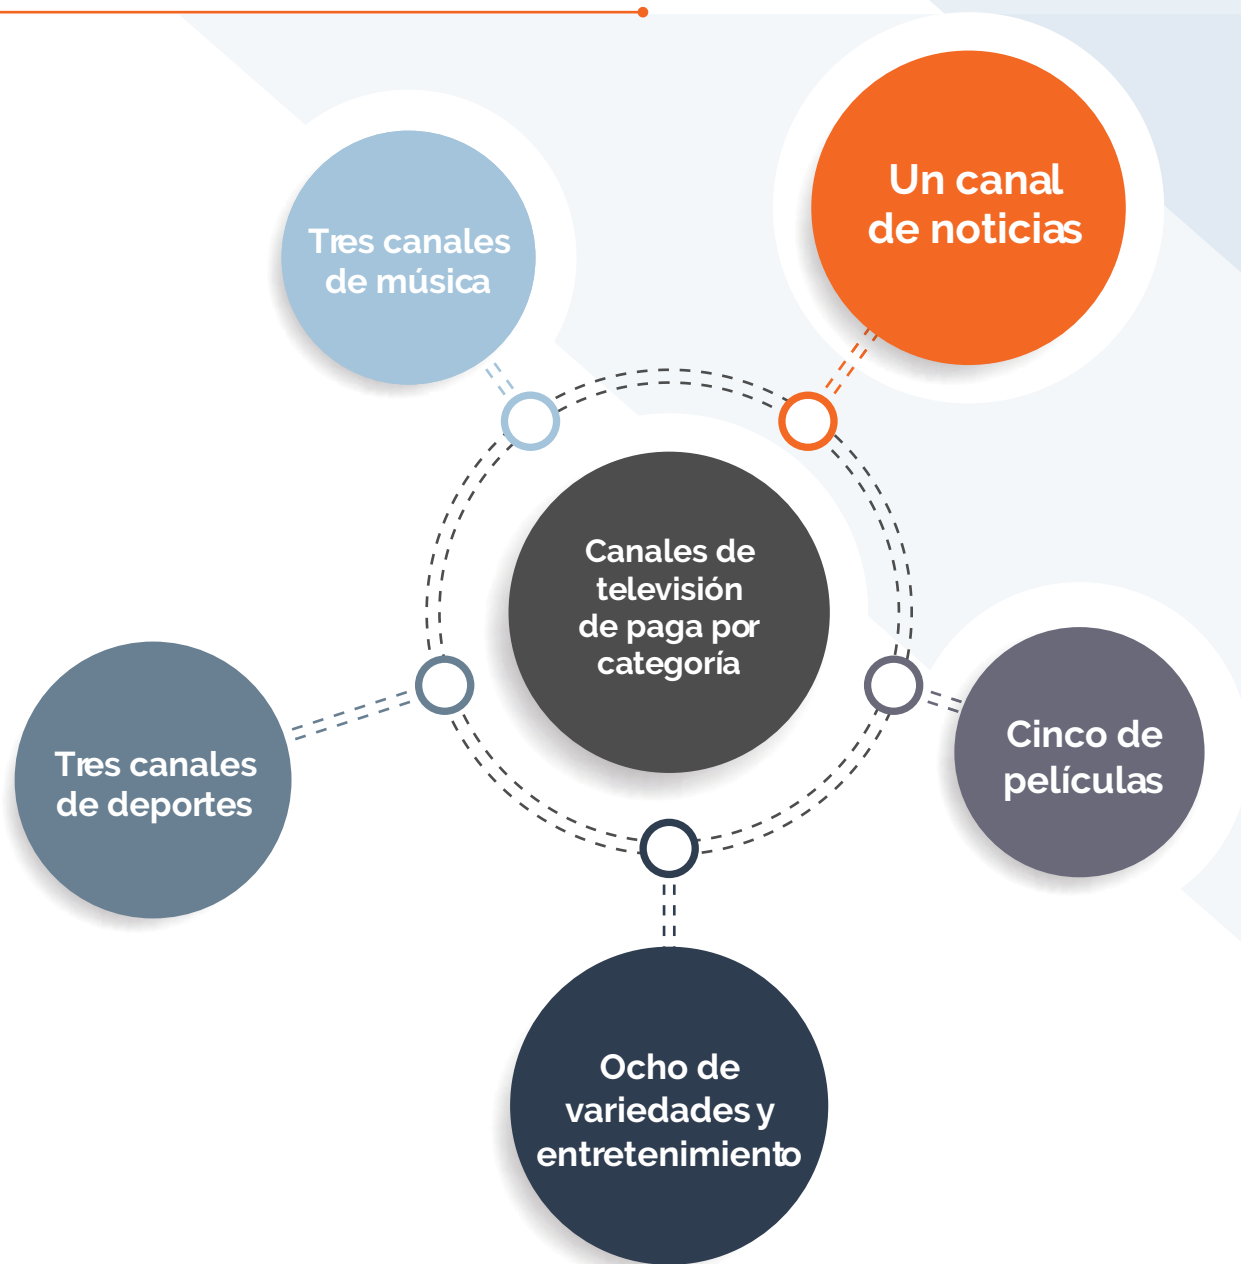 Un canal
de noticias
Tres canales
de música
Canales de
televisión
de paga por
categoría
Cinco de
películas
Tres canales
de deportes
Ocho de
variedades y
entretenimiento